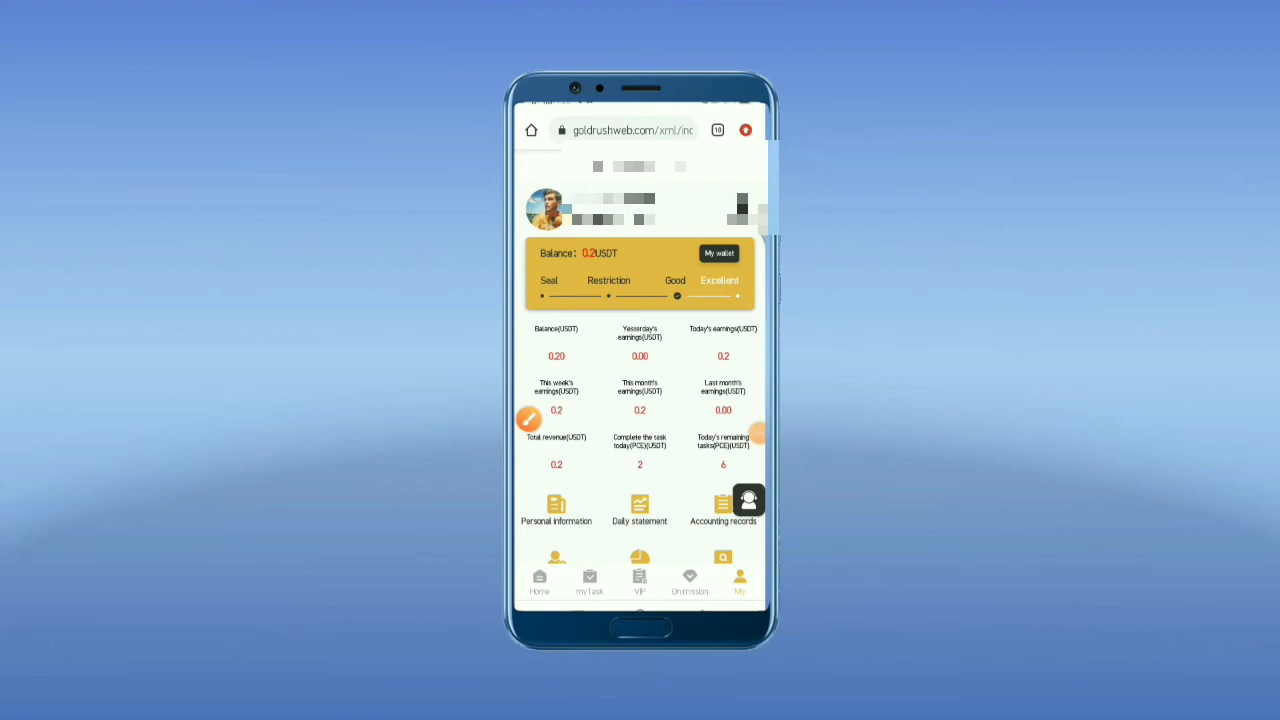 goldrushweb.com/xml/inc
10
Balance: 0.2USDT
My wallet
Seal Restriction Good Excellent
Balance(USDT)
Yesterday's
earnings(USDT)
Today's earnings(USDT)
0.20 0.00 0.2
This week's
earnings(USDT)
This month's
earnings(USDT)
Last month's
earnings(USDT)
0.2 0.2 0.00
Total revenue(USDT)
Complete the task
today(PCE)(USDT)
Today's remaining
tasks(PCE)(USDT)
0.2 2 6
Personal information Daily statement Accounting records
Home myTask VIP On mission My